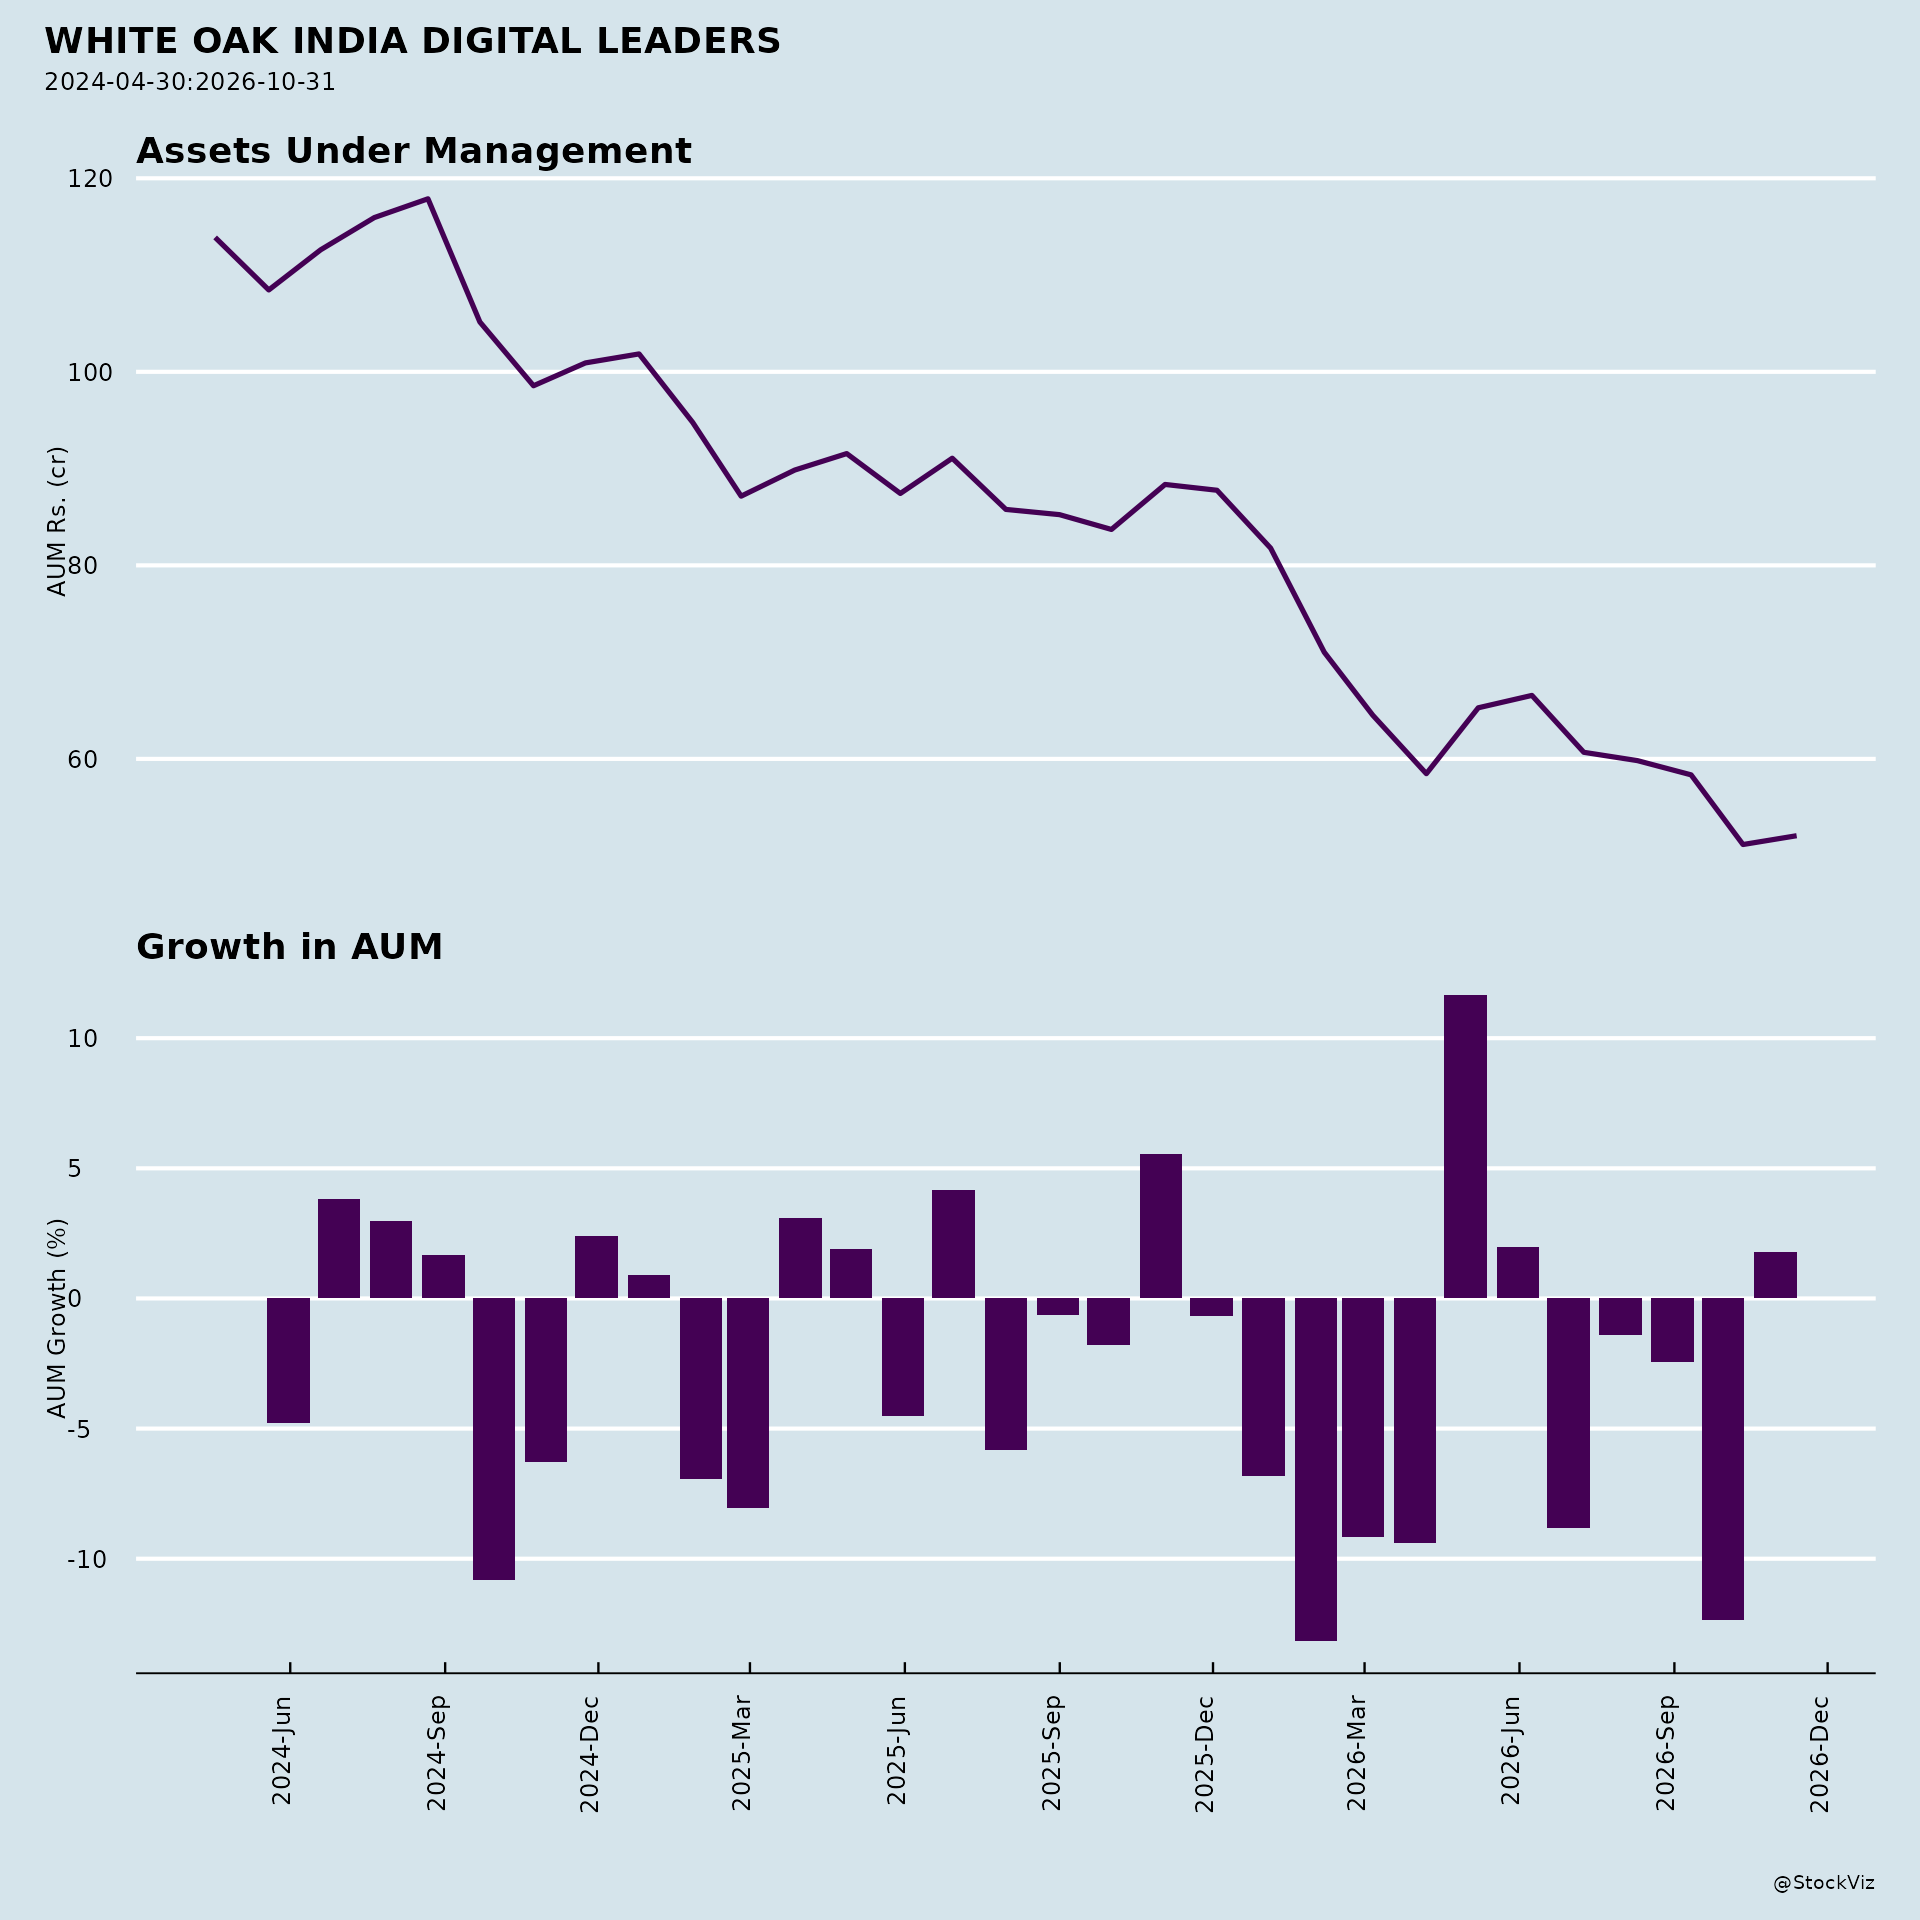 WHITE OAK INDIA DIGITAL LEADERS
2024-04-30:2026-10-31
Assets Under Management
120
100
80
60
AUM Rs. (cr)
Growth in AUM
10
5
0
-5
-10
AUM Growth (%)
2024-Jun
2024-Sep
2024-Dec
2025-Mar
2025-Jun
2025-Sep
2025-Dec
2026-Mar
2026-Jun
2026-Sep
2026-Dec
@StockViz